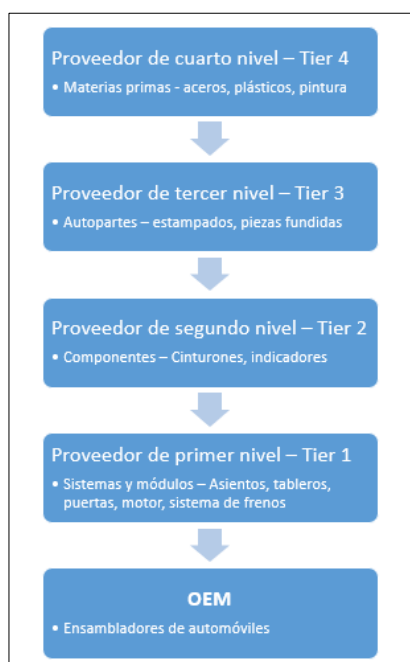 Proveedor de cuarto nivel – Tier 4
• Materias primas - aceros, plásticos, pintura
Proveedor de tercer nivel – Tier 3
• Autopartes – estampados, piezas fundidas
Proveedor de segundo nivel – Tier 2
• Componentes – Cinturones, indicadores
Proveedor de primer nivel – Tier 1
• Sistemas y módulos – Asientos, tableros,
puertas, motor, sistema de frenos
OEM
• Ensambladores de automóviles